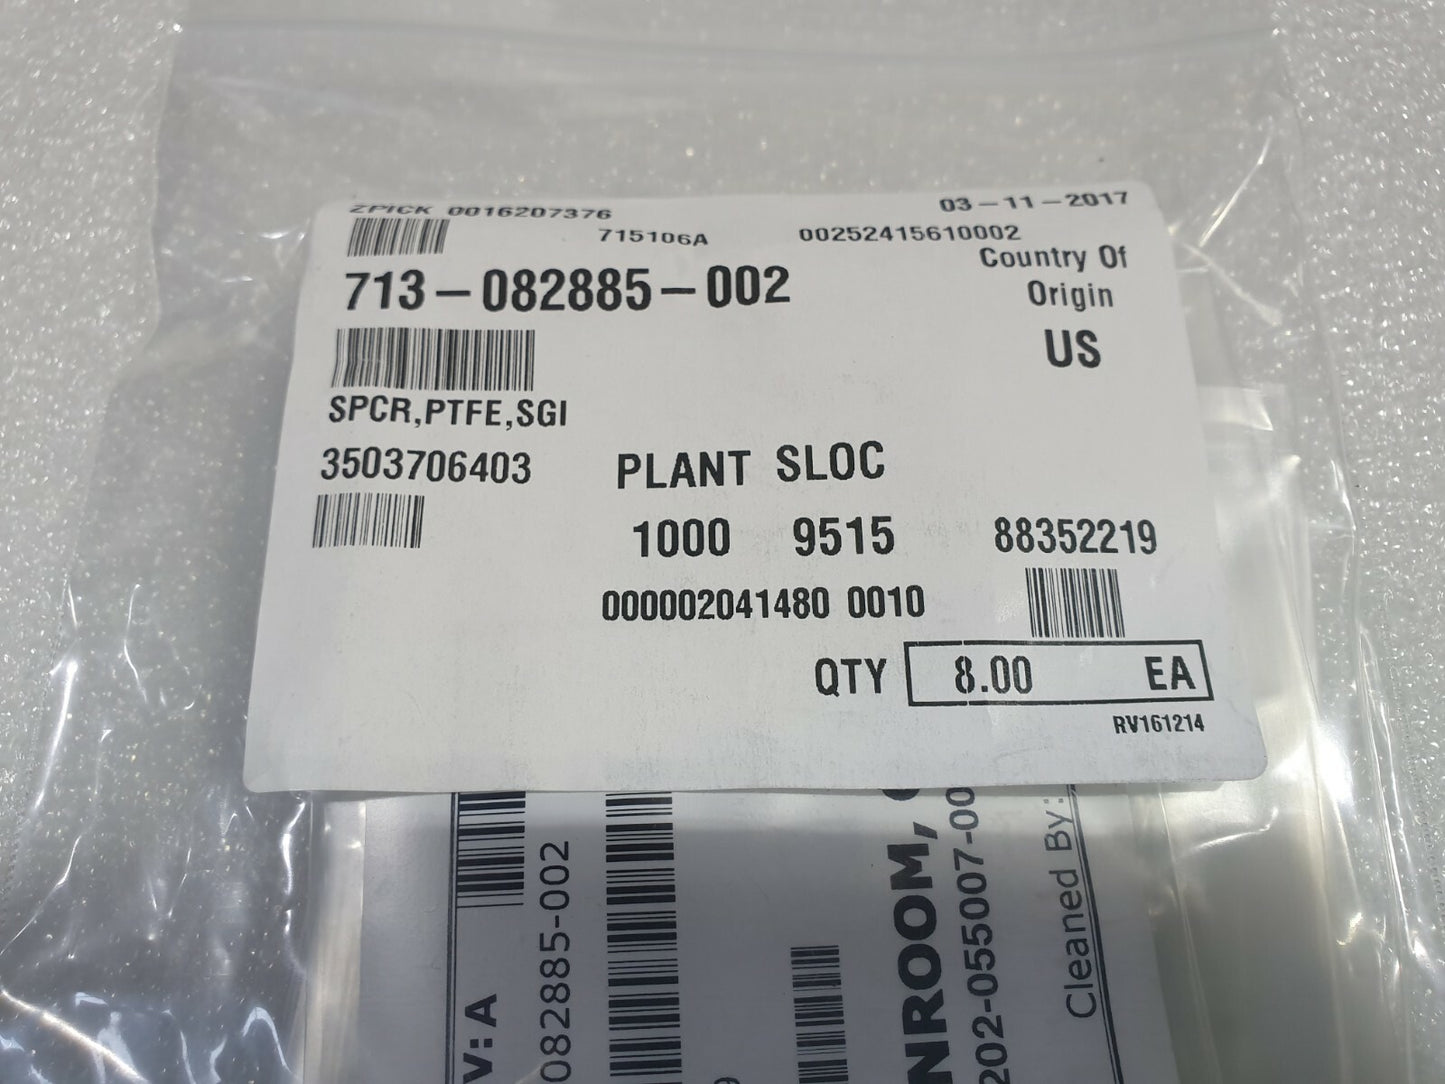 ZPICK 0016207376
03-11-2017
715106A
00252415610002
713-082885-002
Country Of
Origin
US
SPCR,PTFE,SGI
3503706403
PLANT SLOC
1000 9515 88352219
000002041480 0010
QTY 8.00 EA
RV161214
V: A
082885-002
NROOM,
202-055007-00
Cleaned By: